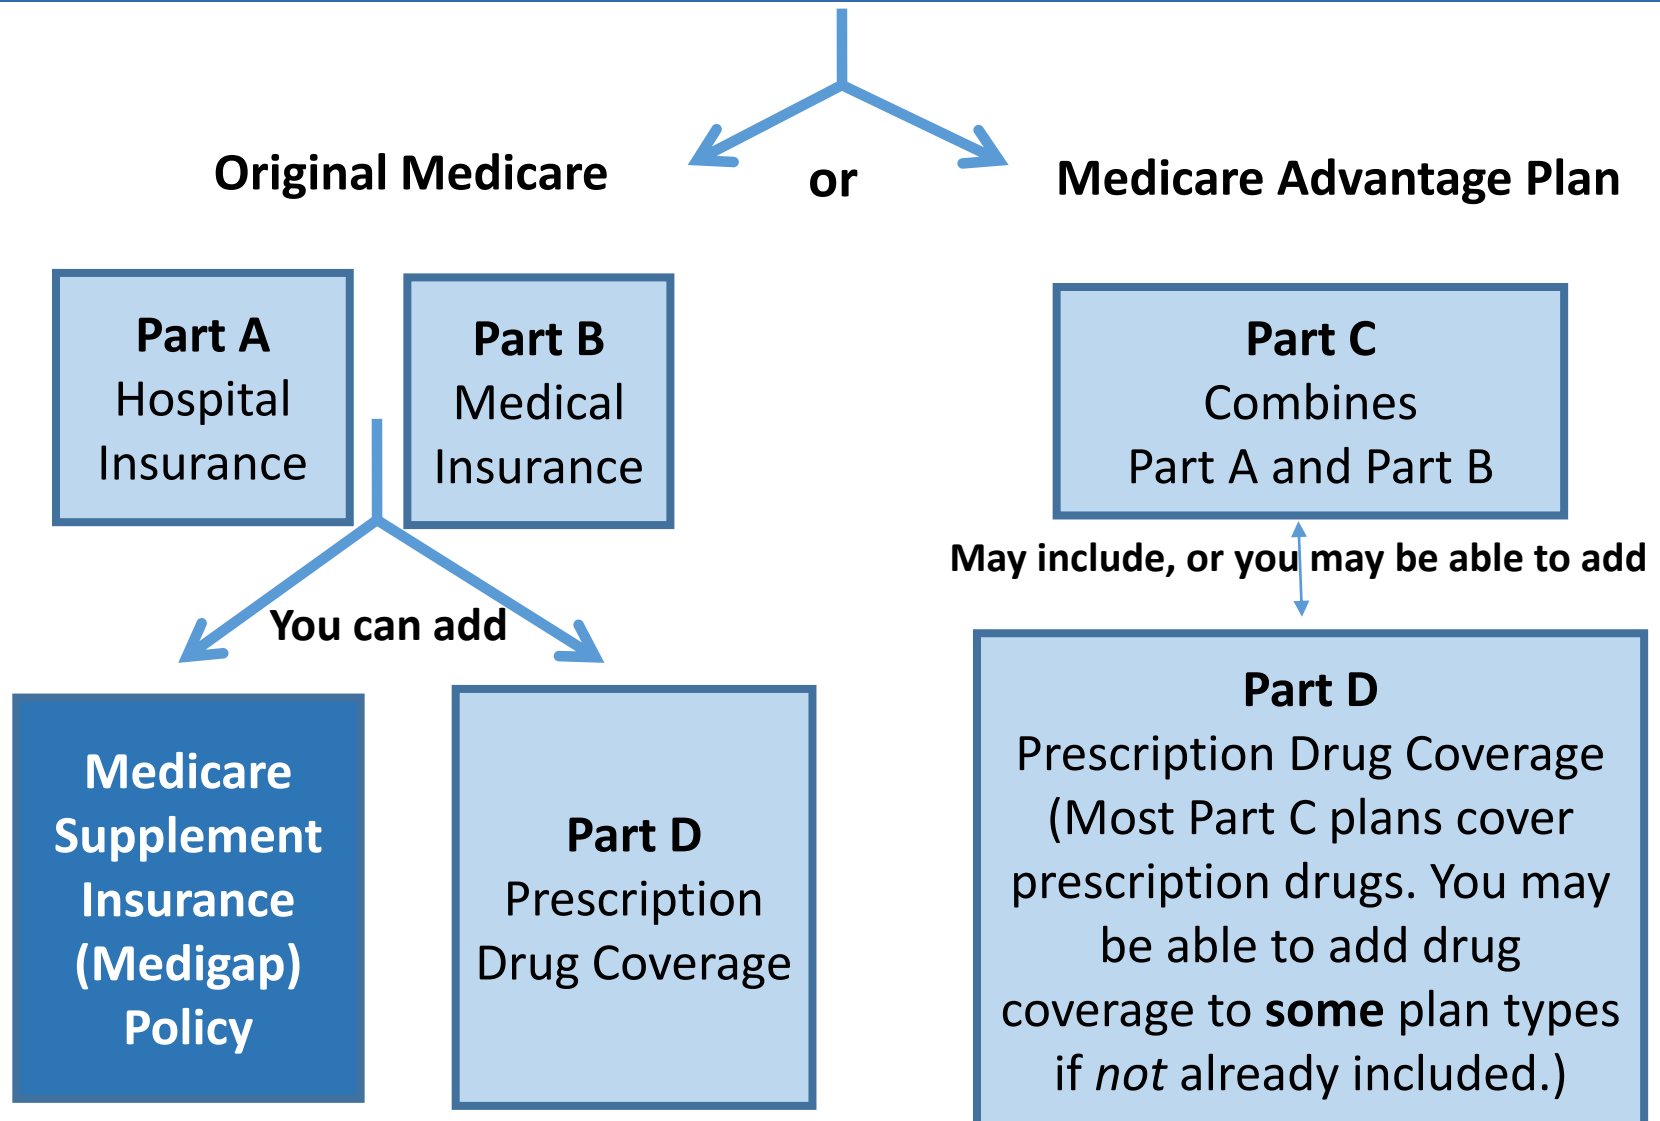 Original Medicare
or
Medicare Advantage Plan
Part A
Hospital
Insurance
Part B
Medical
Insurance
You can add
Medicare
Supplement
Insurance
(Medigap)
Policy
Part D
Prescription
Drug Coverage
Part C
Combines
Part A and Part B
May include, or you may be able to add
Part D
Prescription Drug Coverage
(Most Part C plans cover
prescription drugs. You may
be able to add drug
coverage to some plan types
if not already included.)